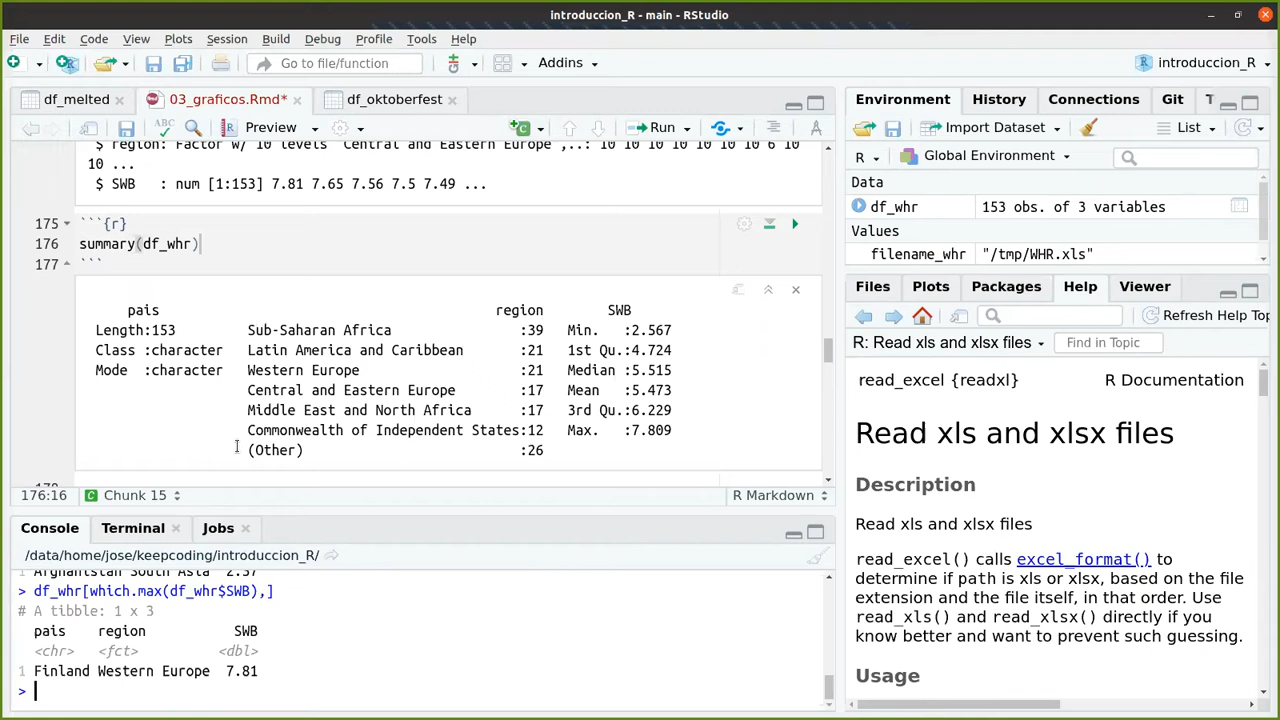 introduccion_R - main - RStudio
File Edit Code View Plots Session Build Debug Profile Tools Help
Go to file/function Addins introduccion_R
df_melted 03_graficos.Rmd* df_oktoberfest
ABC Preview Run
$ region: Factor w/ 10 levels "Central and Eastern Europe",..: 10 10 10 10 10 10 10 6 10
10 ...
$ SWB : num [1:153] 7.81 7.65 7.56 7.5 7.49 ...
175 ```{r}
176 summary(df_whr)
177 ```
pais region SWB
Length:153 Sub-Saharan Africa :39 Min. :2.567
Class :character Latin America and Caribbean :21 1st Qu.:4.724
Mode :character Western Europe :21 Median :5.515
Central and Eastern Europe :17 Mean :5.473
Middle East and North Africa :17 3rd Qu.:6.229
Commonwealth of Independent States:12 Max. :7.809
(Other) :26
176:16 Chunk 15 R Markdown
Console Terminal Jobs
/data/home/jose/keepcoding/introduccion_R/
1 Afghanistan South Asia 2.57
> df_whr[which.max(df_whr$SWB),]
# A tibble: 1 x 3
pais region SWB
<chr> <fct> <dbl>
1 Finland Western Europe 7.81
>
Environment History Connections Git T
Import Dataset List
R Global Environment
Data
df_whr 153 obs. of 3 variables
Values
filename_whr "/tmp/WHR.xls"
Files Plots Packages Help Viewer
Refresh Help Top
R: Read xls and xlsx files Find in Topic
read_excel {readxl} R Documentation
Read xls and xlsx files
Description
Read xls and xlsx files
read_excel() calls excel_format() to
determine if path is xls or xlsx, based on the file
extension and the file itself, in that order. Use
read_xls() and read_xlsx() directly if you
know better and want to prevent such guessing.
Usage